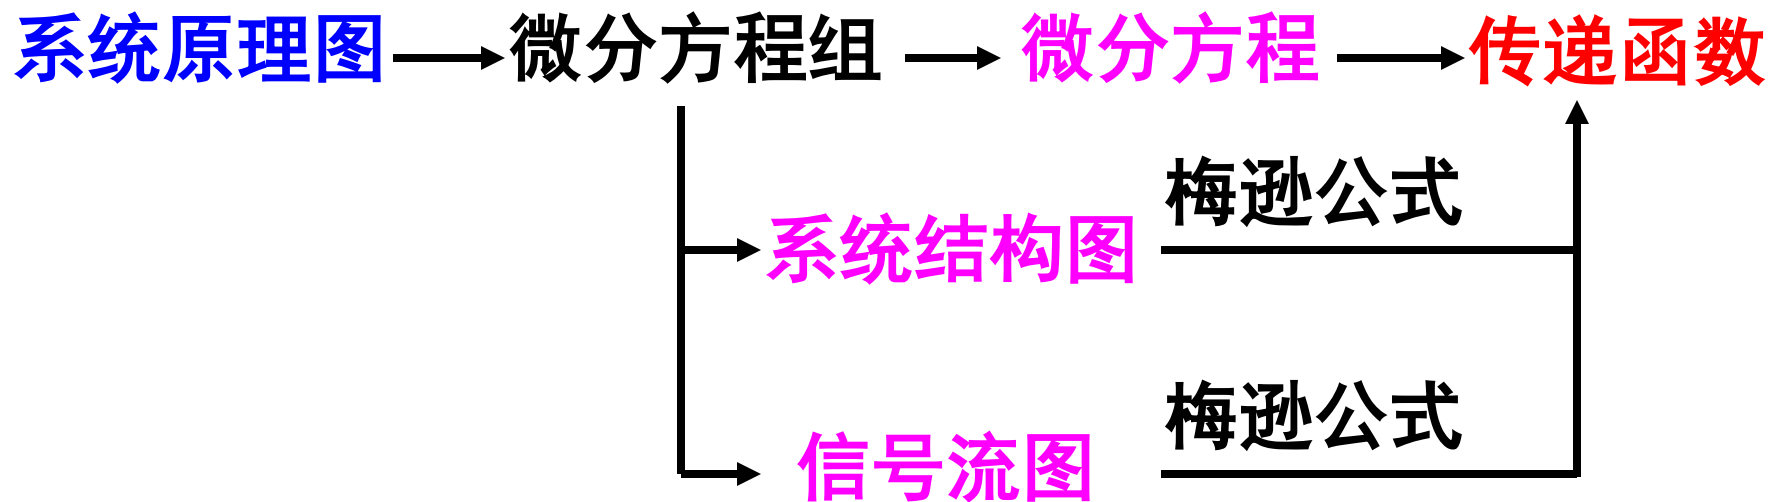 系统原理图 微分方程组 微分方程 传递函数
梅逊公式
系统结构图
梅逊公式
信号流图